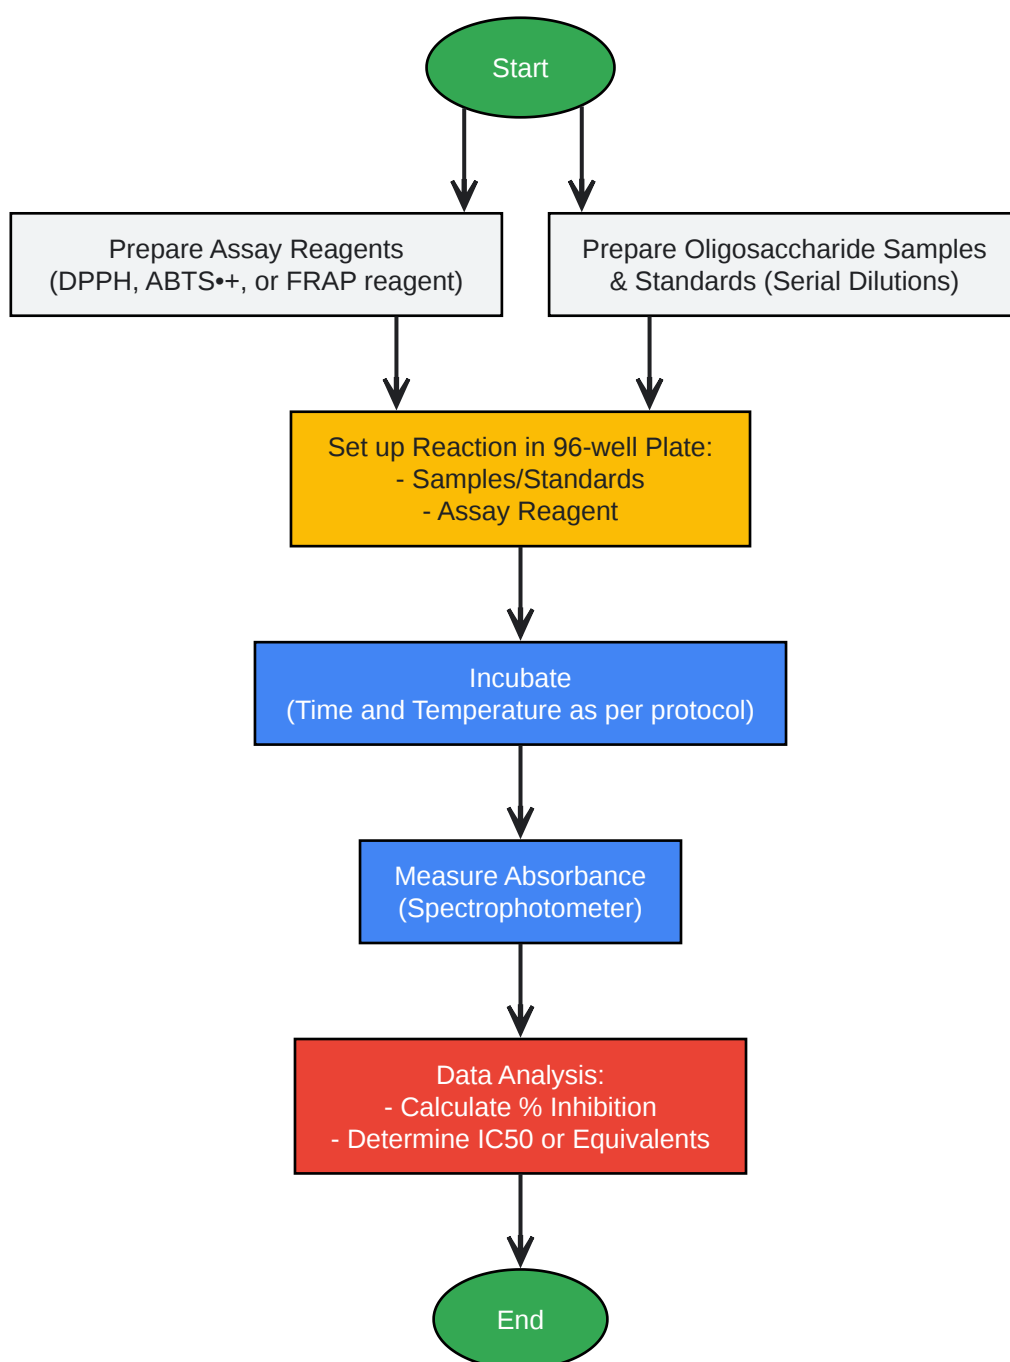 Start
Prepare Assay Reagents
(DPPH, ABTS•+, or FRAP reagent)
Prepare Oligosaccharide Samples
& Standards (Serial Dilutions)
Set up Reaction in 96-well Plate:
- Samples/Standards
- Assay Reagent
Incubate
(Time and Temperature as per protocol)
Measure Absorbance
(Spectrophotometer)
Data Analysis:
- Calculate % Inhibition
- Determine IC50 or Equivalents
End